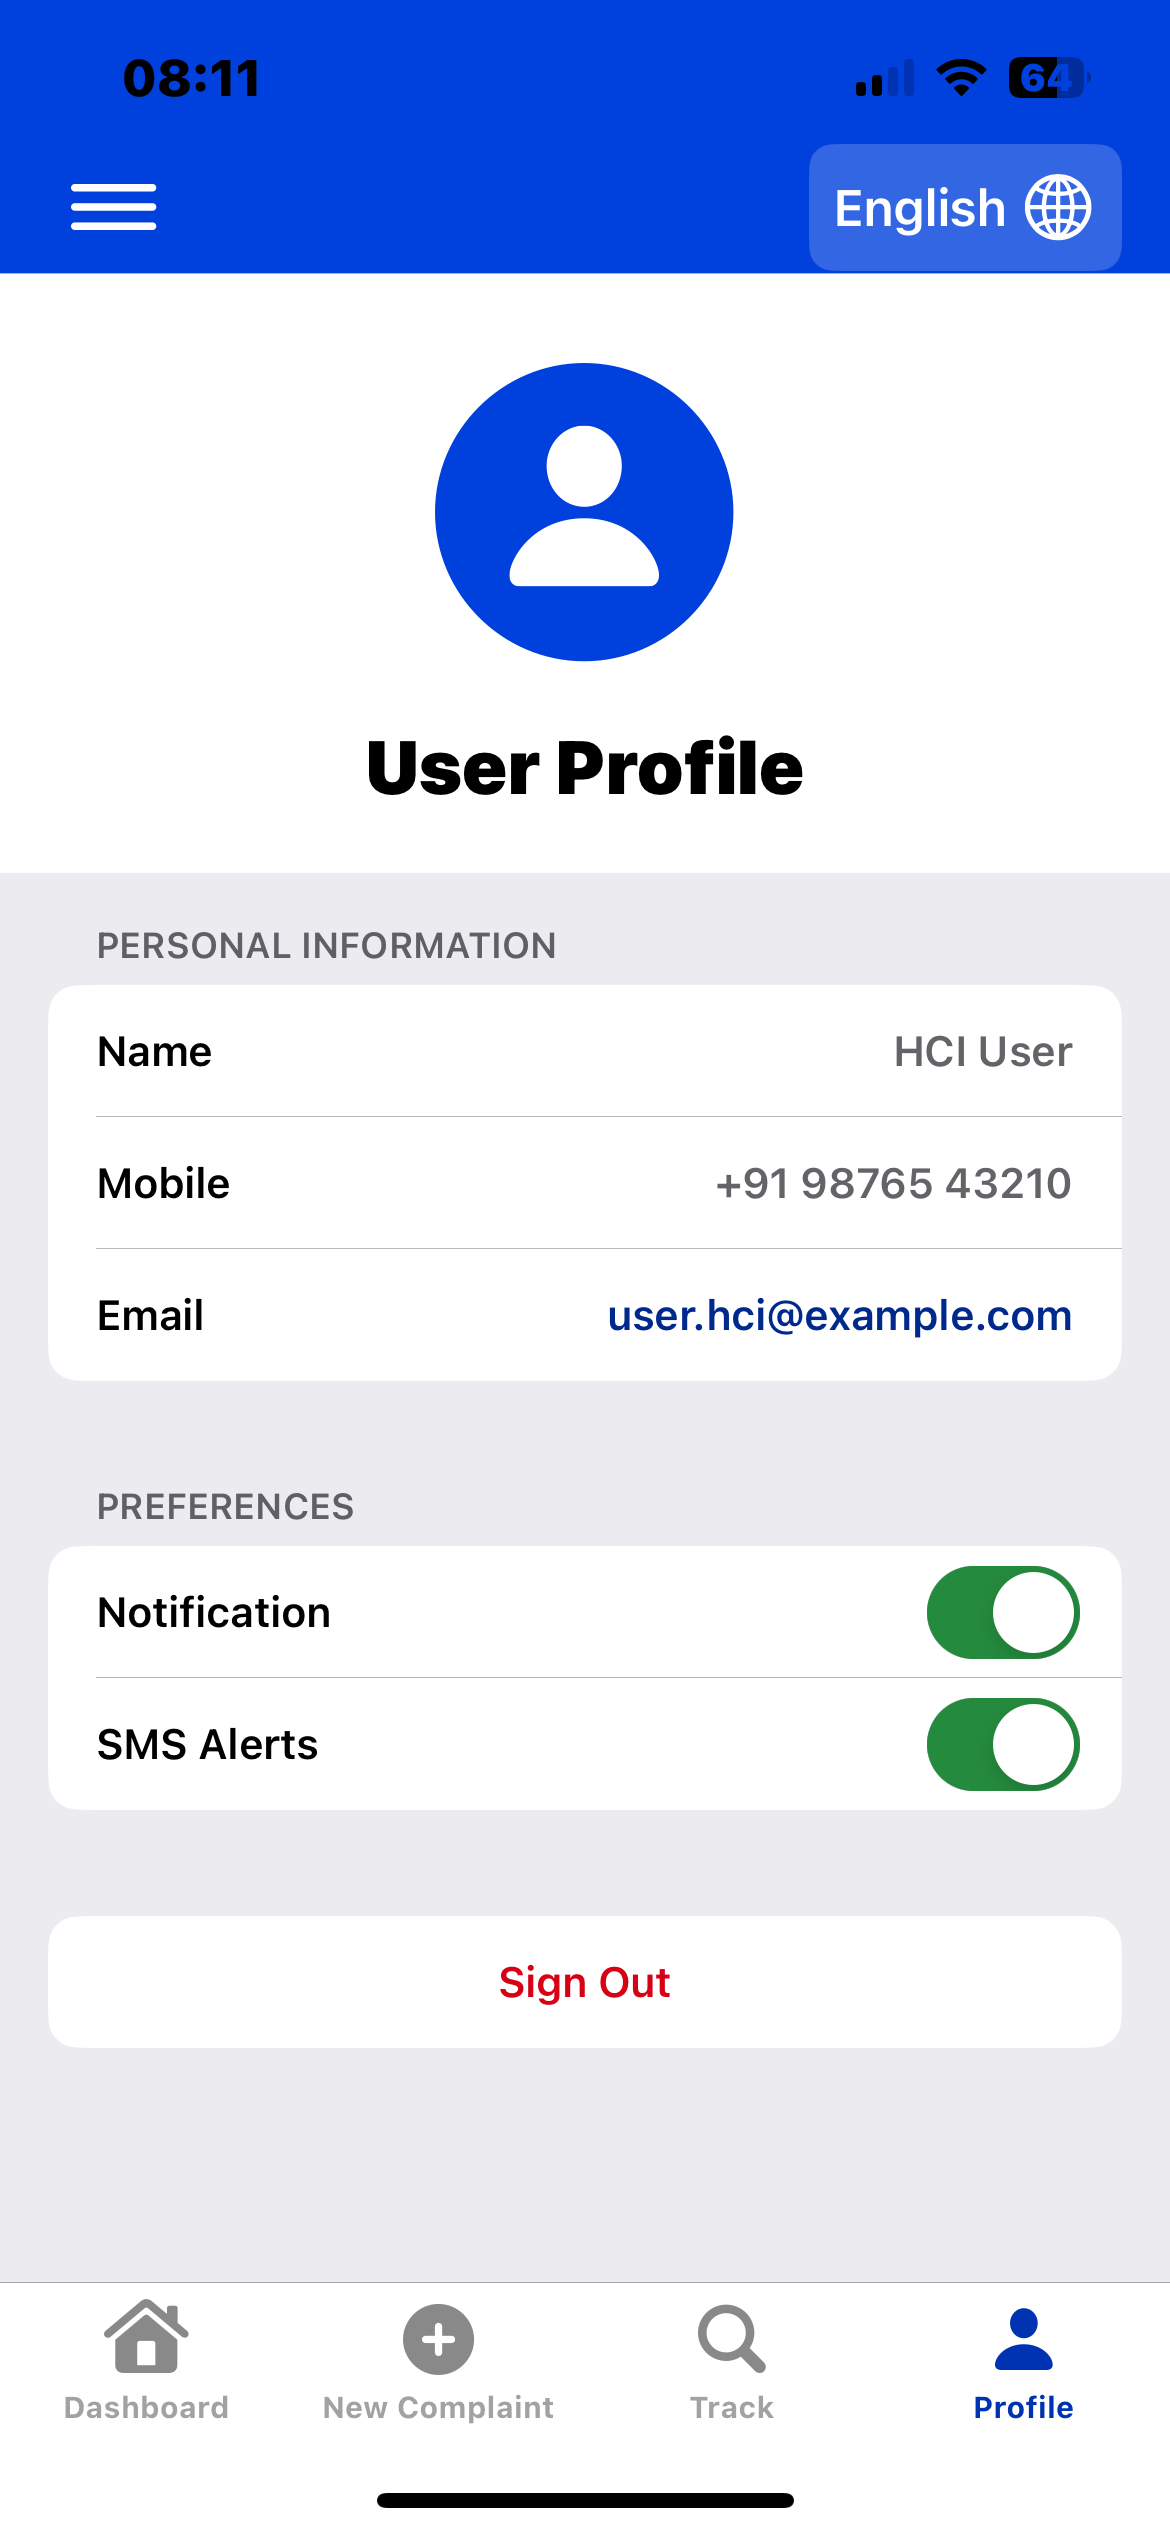 08:11
64
English
User Profile
PERSONAL INFORMATION
Name HCI User
Mobile +91 98765 43210
Email user.hci@example.com
PREFERENCES
Notification
SMS Alerts
Sign Out
Dashboard New Complaint Track Profile